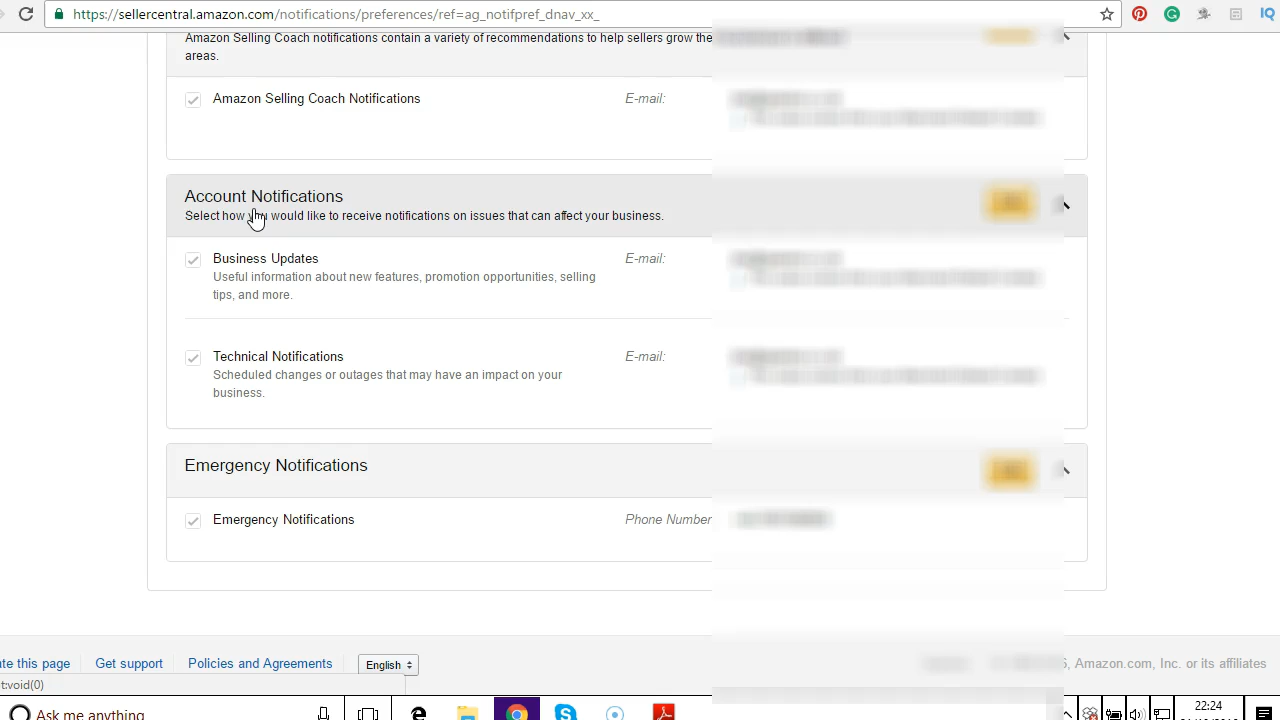 https://sellercentral.amazon.com/notifications/preferences/ref=ag_notifpref_dnav_xx_
Amazon Selling Coach notifications contain a variety of recommendations to help sellers grow the
areas.
Amazon Selling Coach Notifications E-mail:
Account Notifications
Select how you would like to receive notifications on issues that can affect your business.
Business Updates E-mail:
Useful information about new features, promotion opportunities, selling
tips, and more.
Technical Notifications E-mail:
Scheduled changes or outages that may have an impact on your
business.
Emergency Notifications
Emergency Notifications Phone Number
te this page Get support Policies and Agreements English , Amazon.com, Inc. or its affiliates
t:void(0)
Ask me anything 22:24